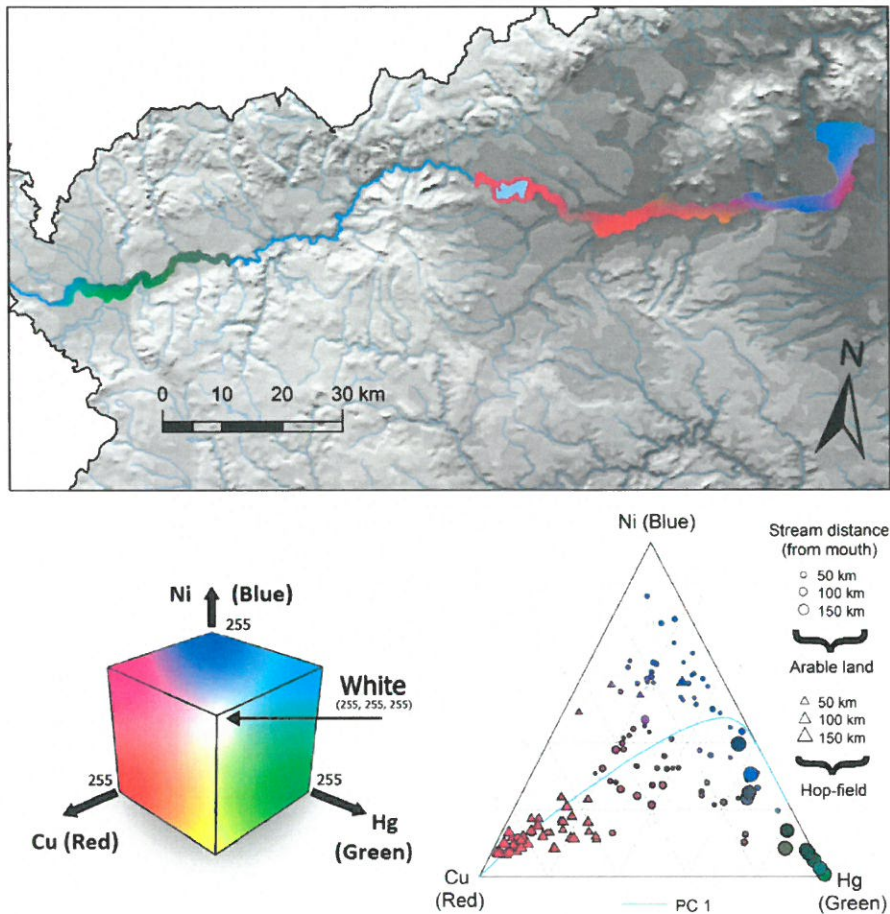 N
0 10 20 30 km
Ni (Blue)
255
White
(255, 255, 255)
255
255
Cu (Red)
Hg
(Green)
Ni (Blue)
Cu
(Red)
Hg
(Green)
PC 1
Stream distance
(from mouth)
50 km
100 km
150 km
Arable land
50 km
100 km
150 km
Hop-field